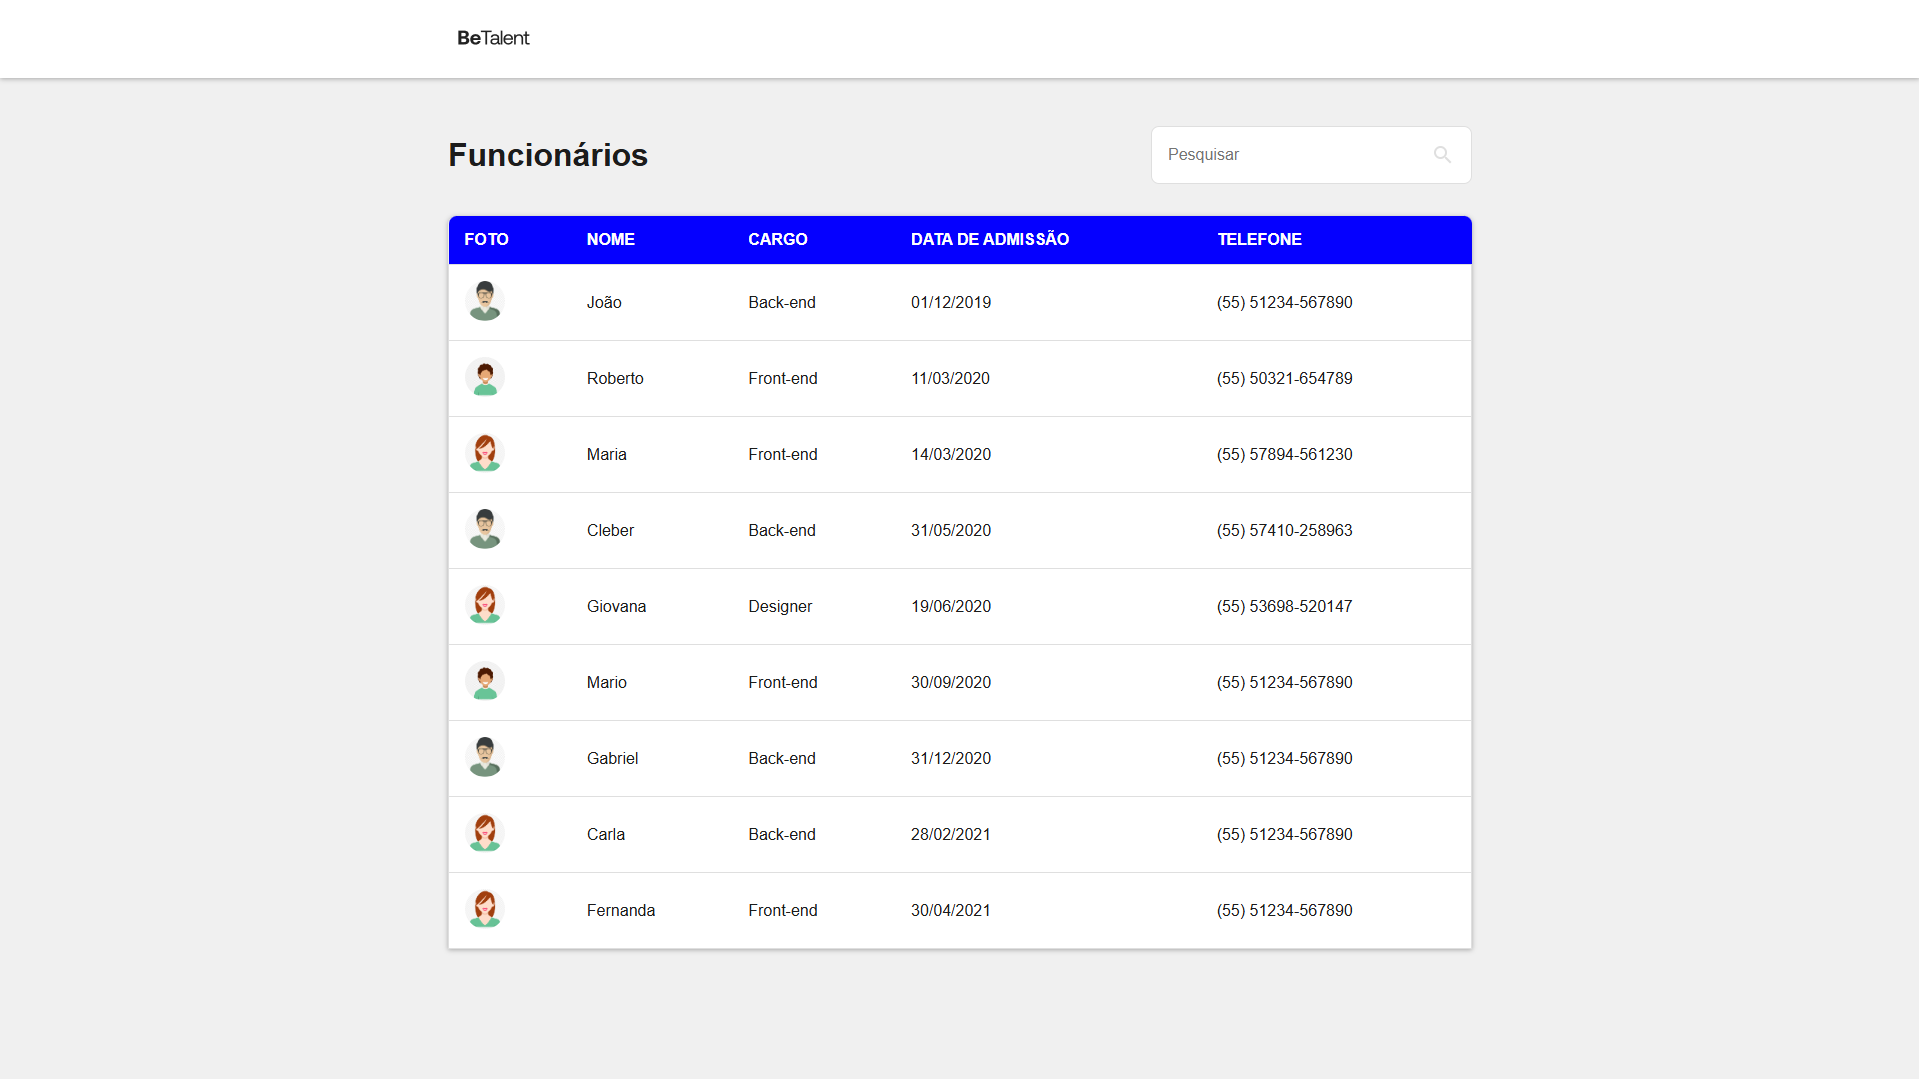 BeTalent
Funcionários
Pesquisar
FOTO NOME CARGO DATA DE ADMISSÃO TELEFONE
João Back-end 01/12/2019 (55) 51234-567890
Roberto Front-end 11/03/2020 (55) 50321-654789
Maria Front-end 14/03/2020 (55) 57894-561230
Cleber Back-end 31/05/2020 (55) 57410-258963
Giovana Designer 19/06/2020 (55) 53698-520147
Mario Front-end 30/09/2020 (55) 51234-567890
Gabriel Back-end 31/12/2020 (55) 51234-567890
Carla Back-end 28/02/2021 (55) 51234-567890
Fernanda Front-end 30/04/2021 (55) 51234-567890